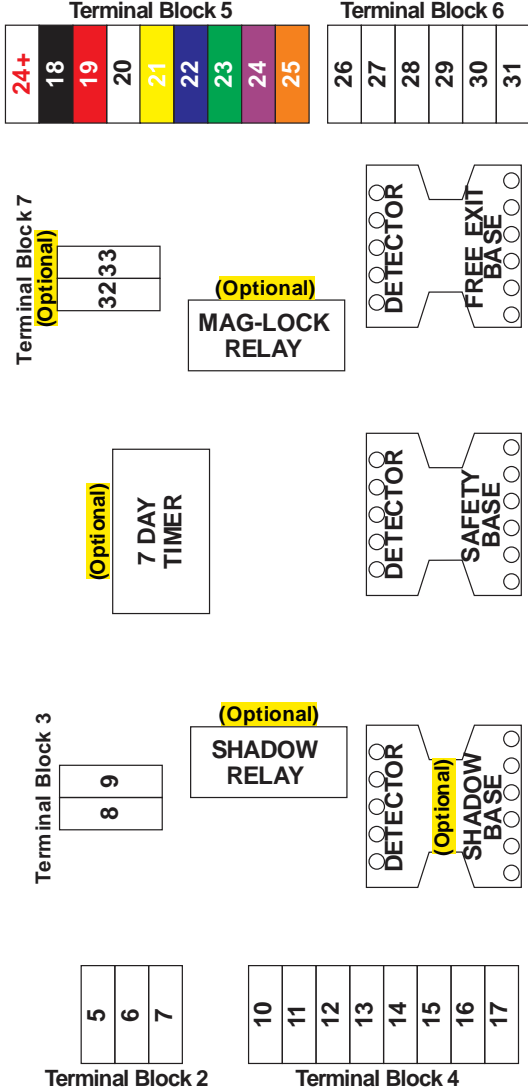 Terminal Block 5
24+
18
19
20
21
22
23
24
25
Terminal Block 6
26
27
28
29
30
31
Terminal Block 7
(Optional)
32
33
(Optional)
MAG-LOCK
RELAY
DETECTOR
FREE EXIT
BASE
(Optional)
7 DAY
TIMER
DETECTOR
SAFETY
BASE
Terminal Block 3
8
9
(Optional)
SHADOW
RELAY
DETECTOR
(Optional)
SHADOW
BASE
5
6
7
Terminal Block 2
10
11
12
13
14
15
16
17
Terminal Block 4